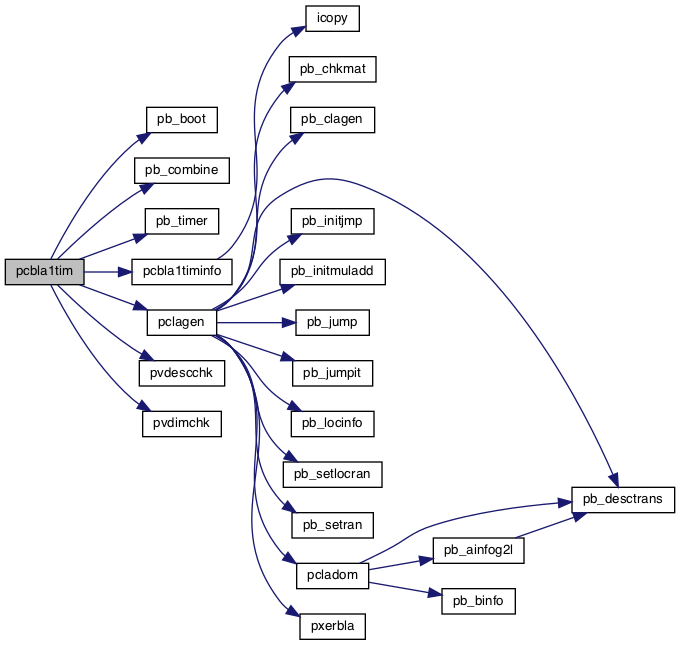 icopy
pb_chkmat
pb_boot
pb_clagen
pb_combine
pb_timer
pb_initjmp
pcbla1tim
pcbla1timinfo
pb_initmuladd
pclagen
pb_jump
pvdescchk
pb_jumpit
pvdimchk
pb_locinfo
pb_setlocran
pb_desctrans
pb_setran
pb_ainfog2l
pcladom
pb_binfo
pxerbla